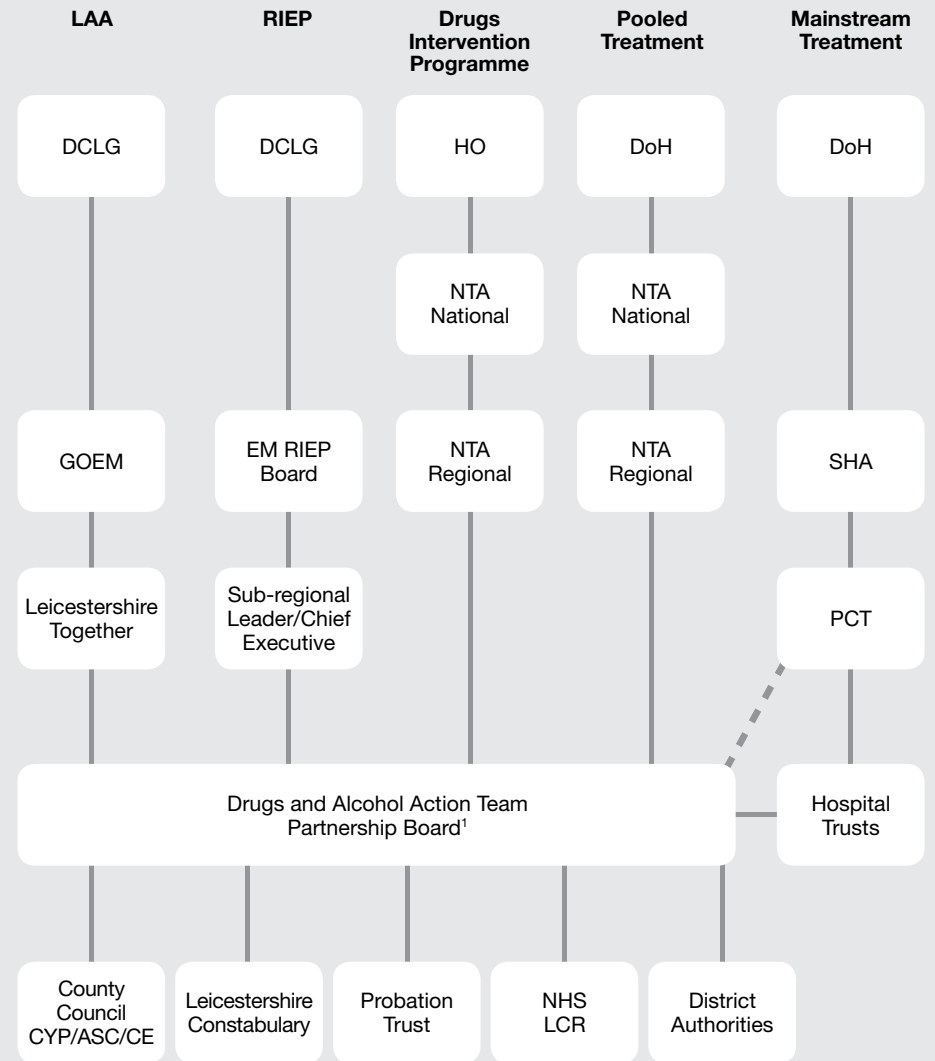 LAA
RIEP
Drugs
Intervention
Programme
Pooled
Treatment
Mainstream
Treatment
DCLG
DCLG
HO
DoH
DoH
NTA
National
NTA
National
GOEM
EM RIEP
Board
NTA
Regional
NTA
Regional
SHA
Leicestershire
Together
Sub-regional
Leader/Chief
Executive
PCT
Drugs and Alcohol Action Team
Partnership Board¹
Hospital
Trusts
County
Council
CYP/ASC/CE
Leicestershire
Constabulary
Probation
Trust
NHS
LCR
District
Authorities